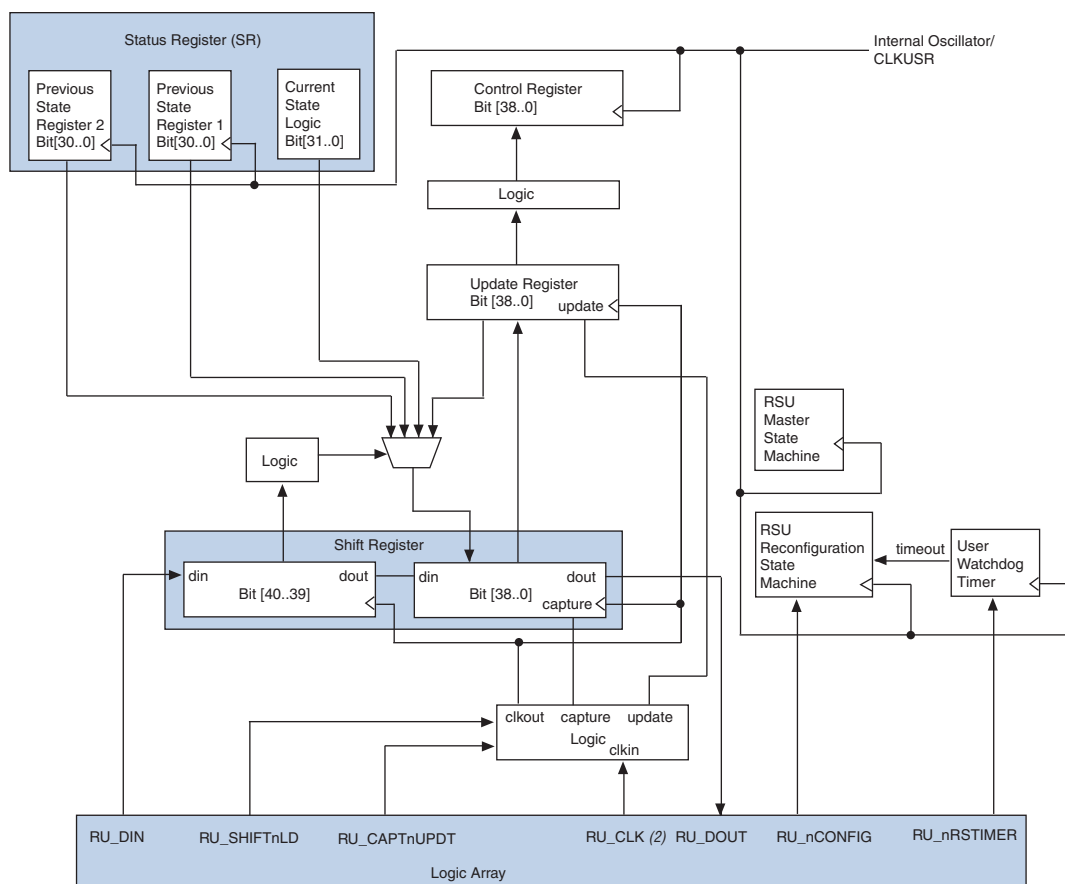 Status Register (SR)
Previous
State
Register 2
Bit[30..0]
Previous
State
Register 1
Bit[30..0]
Current
State
Logic
Bit[31..0]
Internal Oscillator/
CLKUSR
Control Register
Bit [38..0]
Logic
Update Register
Bit [38..0]
update
RSU
Master
State
Machine
Logic
Shift Register
din
dout
Bit [40..39]
din
dout
Bit [38..0]
capture
RSU
Reconfiguration
State
Machine
timeout
User
Watchdog
Timer
clkout capture update
Logic
clkin
RU_DIN
RU_SHIFTnLD
RU_CAPTnUPDT
RU_CLK (2)
RU_DOUT
RU_nCONFIG
RU_nRSTIMER
Logic Array